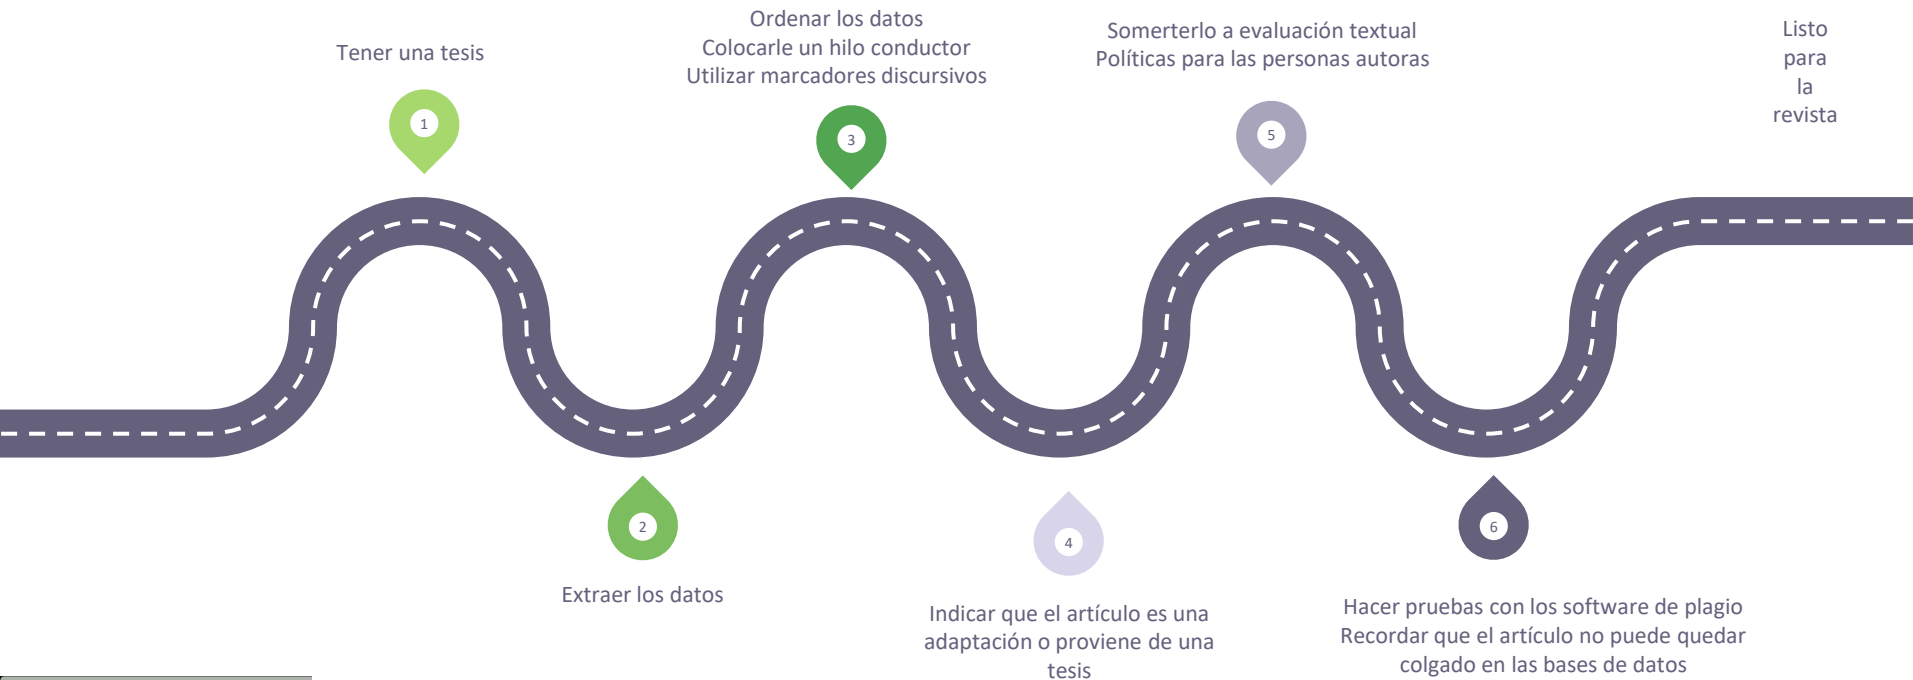 Tener una tesis
1
2
Extraer los datos
Ordenar los datos
Colocarle un hilo conductor
Utilizar marcadores discursivos
3
4
Indicar que el artículo es una
adaptación o proviene de una
tesis
Somerterlo a evaluación textual
Políticas para las personas autoras
5
6
Hacer pruebas con los software de plagio
Recordar que el artículo no puede quedar
colgado en las bases de datos
Listo
para
la
revista